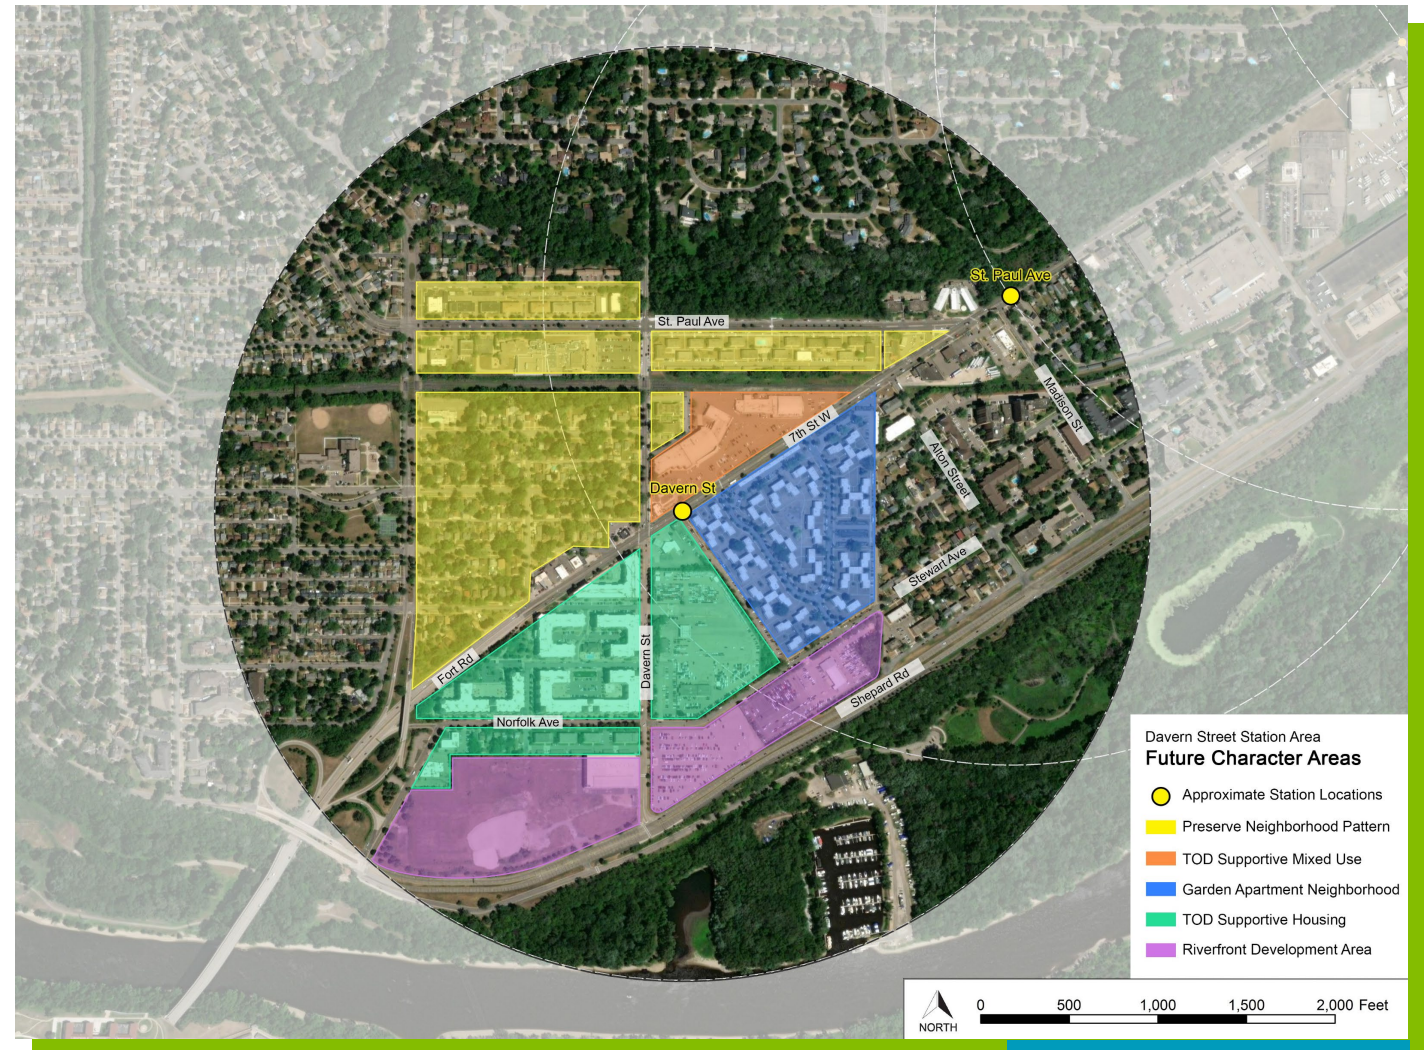 St. Paul Ave
St. Paul Ave
Madison St
7th St W
Alton Street
Davern St
Stewart Ave
Fort Rd
Davern St
Shepard Rd
Norfolk Ave
Davern Street Station Area
Future Character Areas
Approximate Station Locations
Preserve Neighborhood Pattern
TOD Supportive Mixed Use
Garden Apartment Neighborhood
TOD Supportive Housing
Riverfront Development Area
NORTH
0 500 1,000 1,500 2,000 Feet